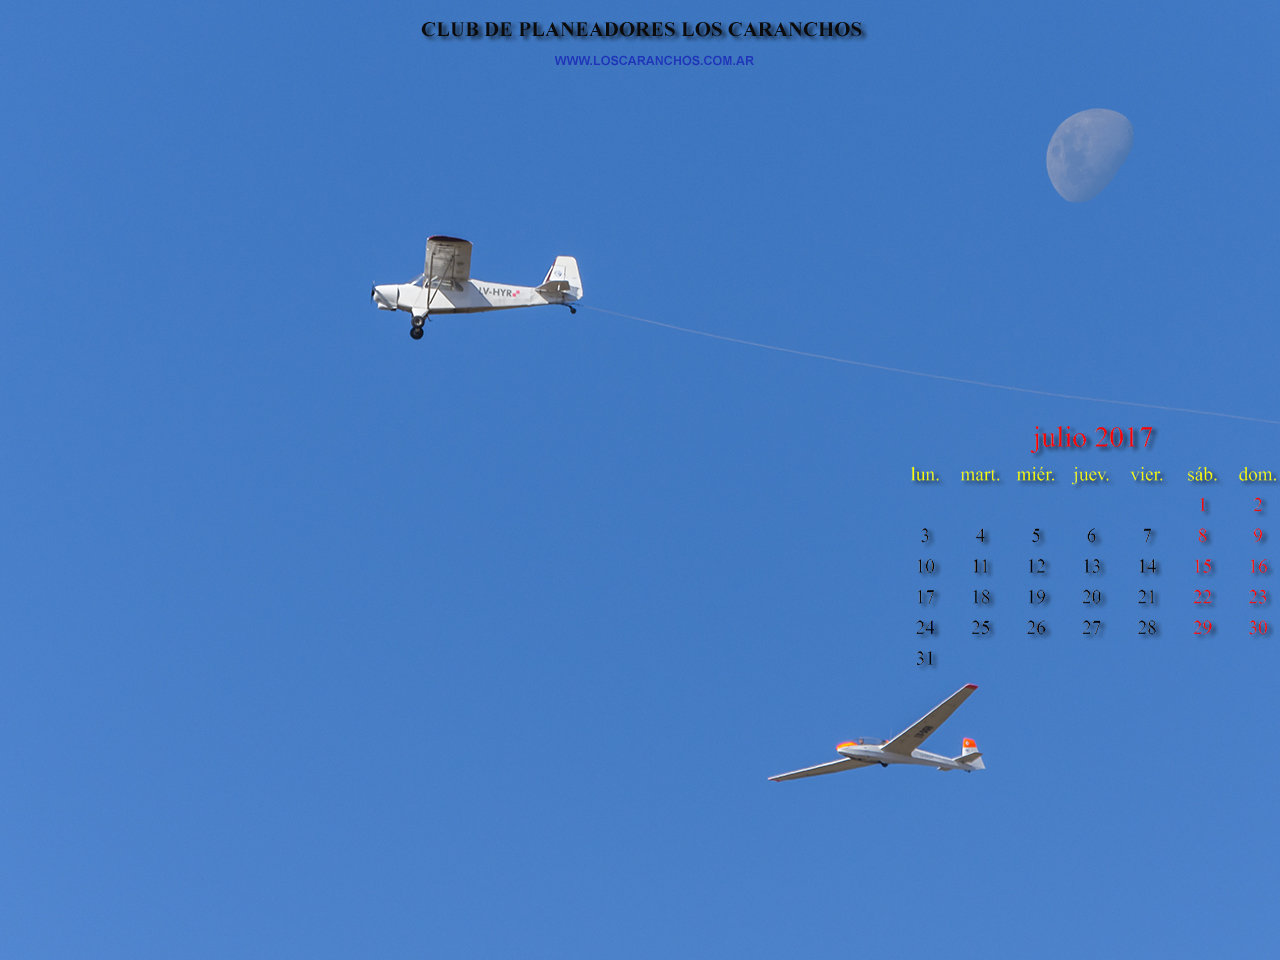 CLUB DE PLANEADORES LOS CARANCHOS
WWW.LOSCARANCHOS.COM.AR
LV-HYR
julio 2017
lun. mart. miér. juev. vier. sáb. dom.
1 2
3 4 5 6 7 8 9
10 11 12 13 14 15 16
17 18 19 20 21 22 23
24 25 26 27 28 29 30
31